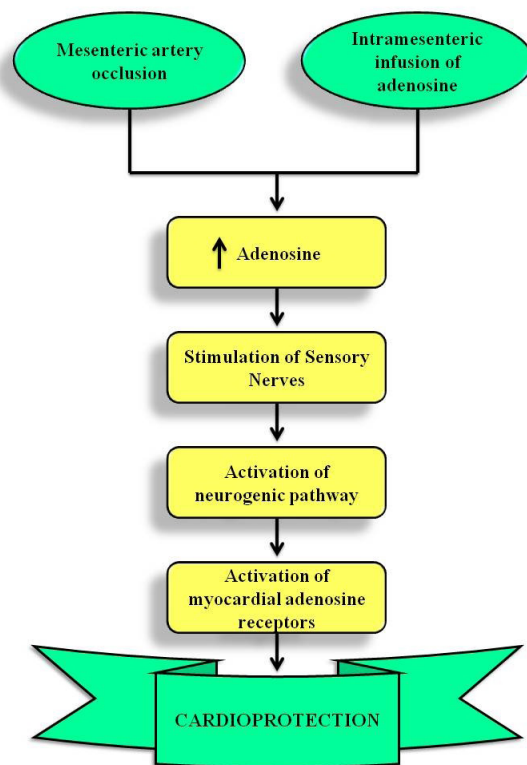 Mesenteric artery
occlusion
Intramesenteric
infusion of
adenosine
↑ Adenosine
Stimulation of Sensory
Nerves
Activation of
neurogenic pathway
Activation of
myocardial adenosine
receptors
CARDIOPROTECTION